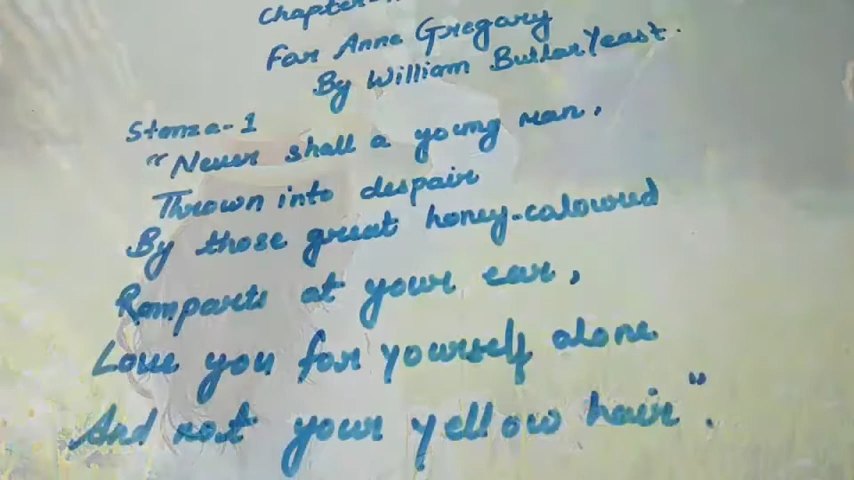 Chapter-
For Anne Gregory
By William Butler Yeast.
Stanza-1
"Never shall a young man,
Thrown into despair
By those great honey-coloured
Ramparts at your ear,
Love you for yourself alone
And not your yellow hair".